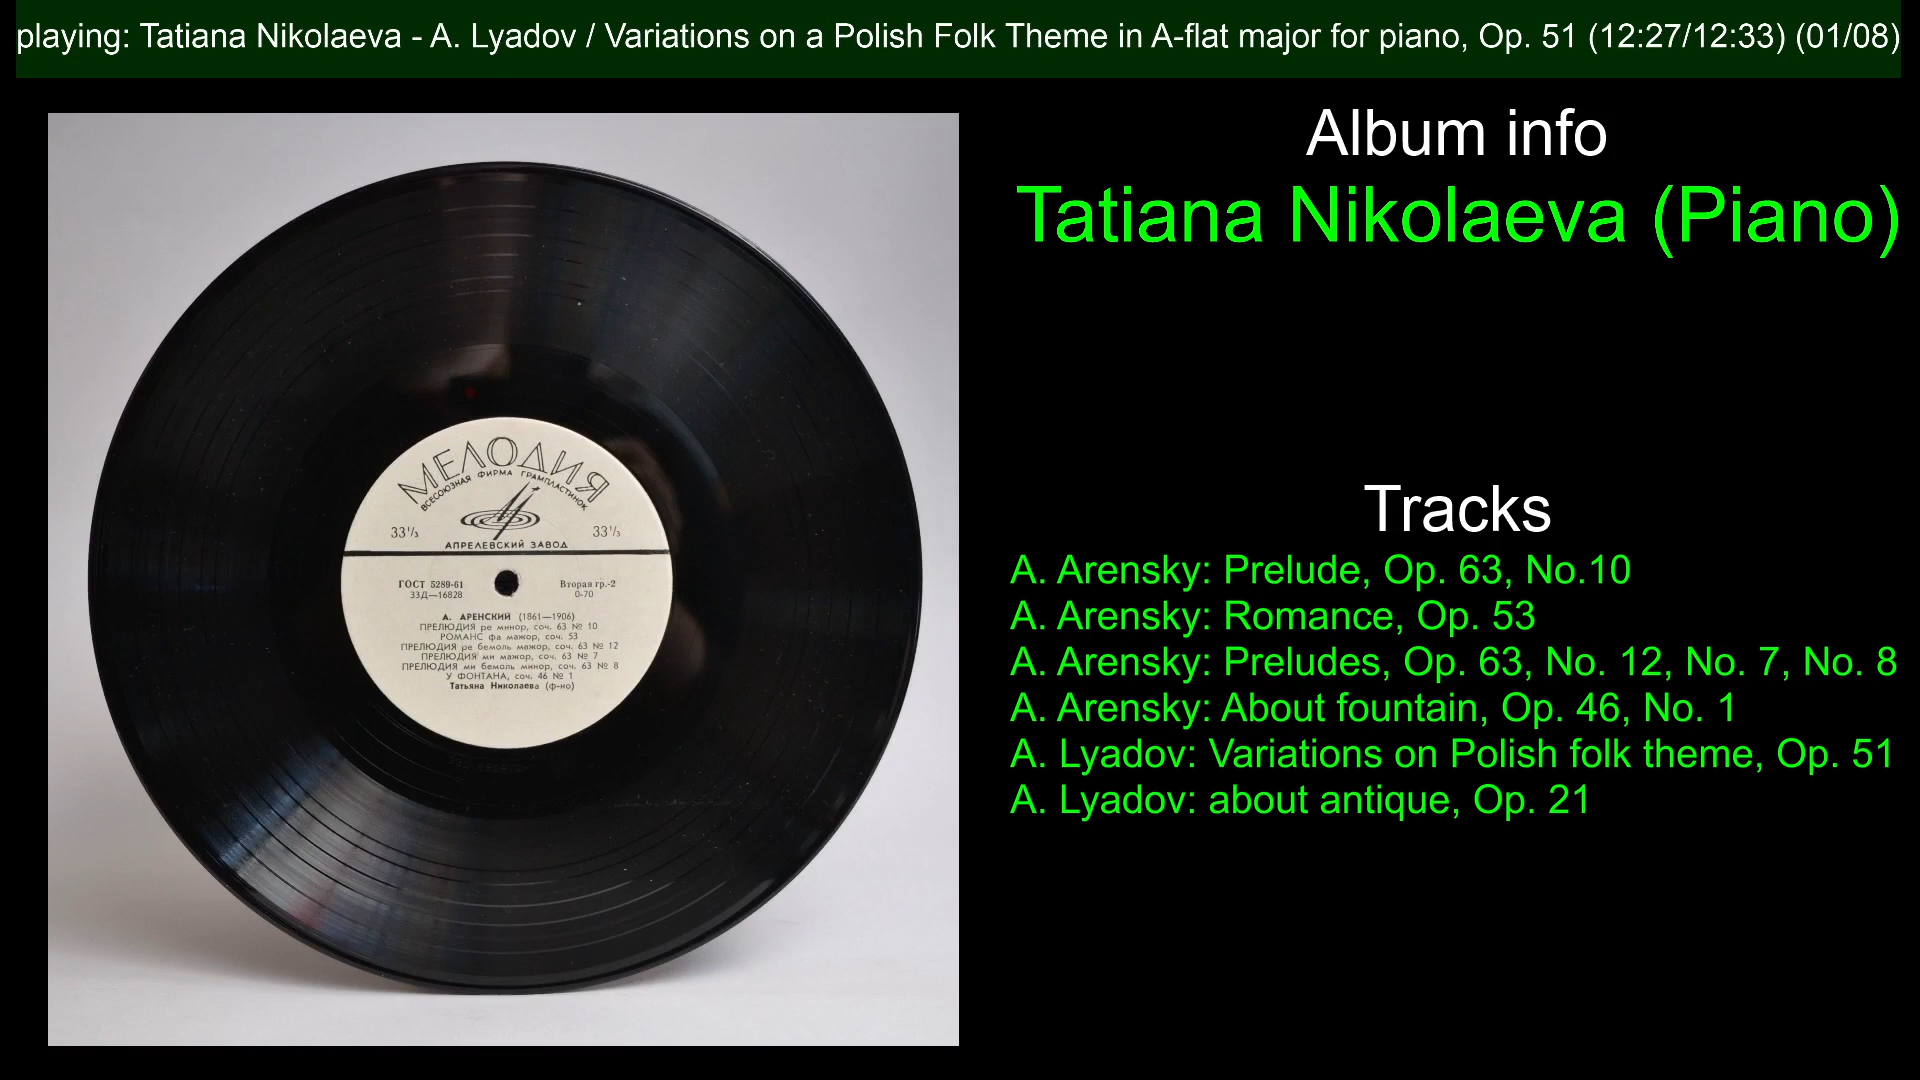 playing: Tatiana Nikolaeva - A. Lyadov / Variations on a Polish Folk Theme in A-flat major for piano, Op. 51 (12:27/12:33) (01/08)
МЕЛОДИЯ
ВСЕСОЮЗНАЯ ФИРМА ГРАМПЛАСТИНОК
33⅓ 33⅓
АПРЕЛЕВСКИЙ ЗАВОД
ГОСТ 5289-61 Вторая гр.-2
33Д—16828 0-70
А. АРЕНСКИЙ (1861—1906)
ПРЕЛЮДИЯ ре минор, соч. 63 № 10
РОМАНС фа мажор, соч. 53
ПРЕЛЮДИЯ ре бемоль мажор, соч. 63 № 12
ПРЕЛЮДИЯ ми мажор, соч. 63 № 7
ПРЕЛЮДИЯ ми бемоль минор, соч. 63 № 8
У ФОНТАНА, соч. 46 № 1
Татьяна Николаева (ф-но)
Album info
Tatiana Nikolaeva (Piano)
Tracks
A. Arensky: Prelude, Op. 63, No.10
A. Arensky: Romance, Op. 53
A. Arensky: Preludes, Op. 63, No. 12, No. 7, No. 8
A. Arensky: About fountain, Op. 46, No. 1
A. Lyadov: Variations on Polish folk theme, Op. 51
A. Lyadov: about antique, Op. 21